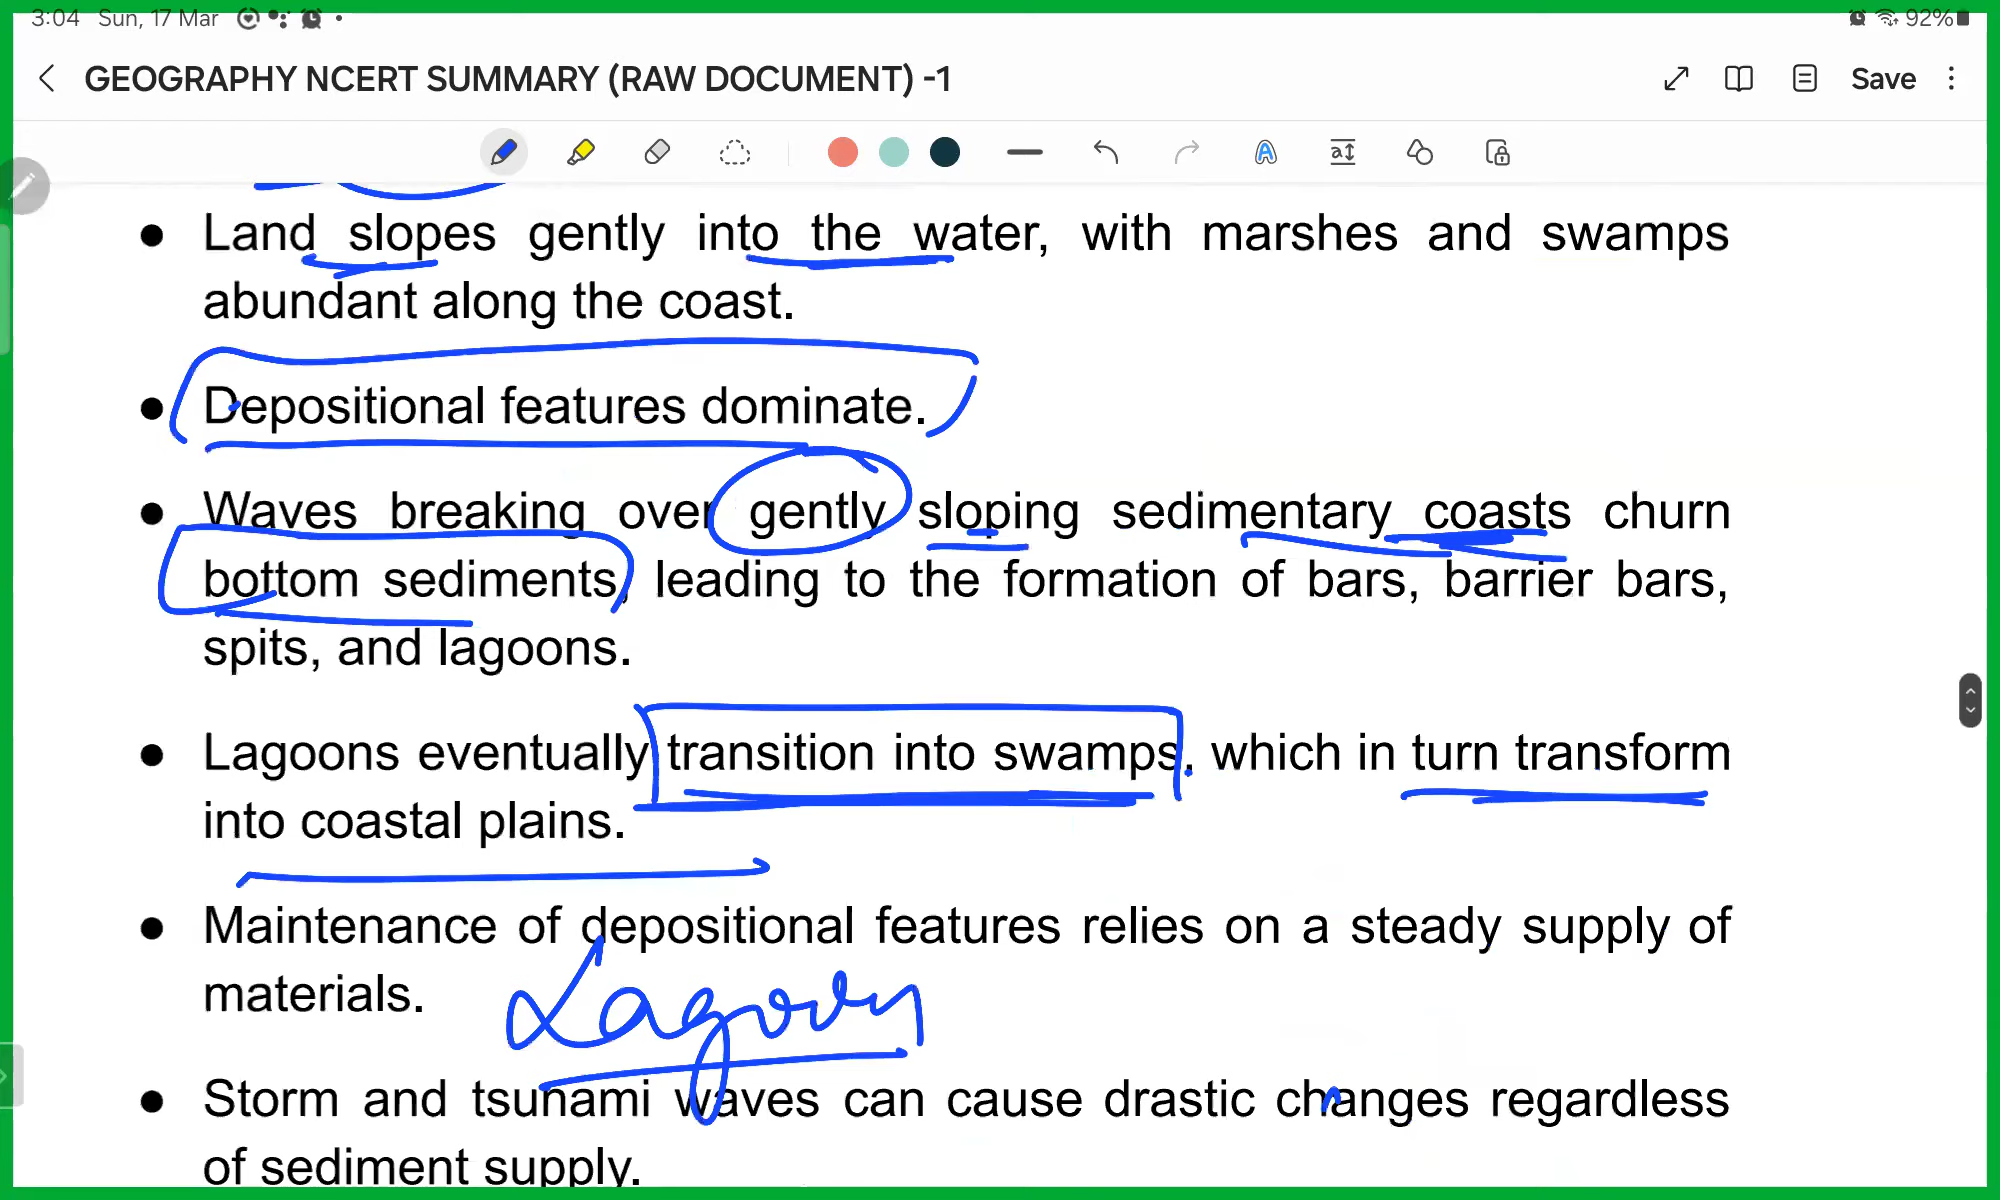 3:04 Sun, 17 Mar 92%
GEOGRAPHY NCERT SUMMARY (RAW DOCUMENT) -1 Save
● Land slopes gently into the water, with marshes and swamps
abundant along the coast.
● Depositional features dominate.
● Waves breaking over gently sloping sedimentary coasts churn
bottom sediments, leading to the formation of bars, barrier bars,
spits, and lagoons.
● Lagoons eventually transition into swamps, which in turn transform
into coastal plains.
● Maintenance of depositional features relies on a steady supply of
materials.
Lagoon
● Storm and tsunami waves can cause drastic changes regardless
of sediment supply.